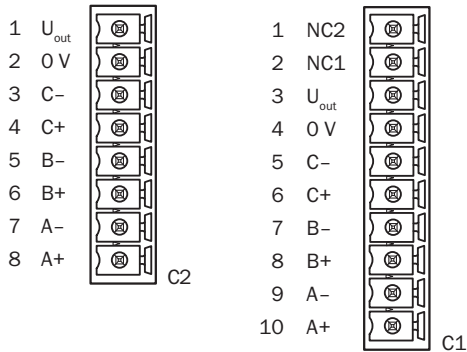 1 U_out
2 0 V
3 C–
4 C+
5 B–
6 B+
7 A–
8 A+
C2
1 NC2
2 NC1
3 U_out
4 0 V
5 C–
6 C+
7 B–
8 B+
9 A–
10 A+
C1